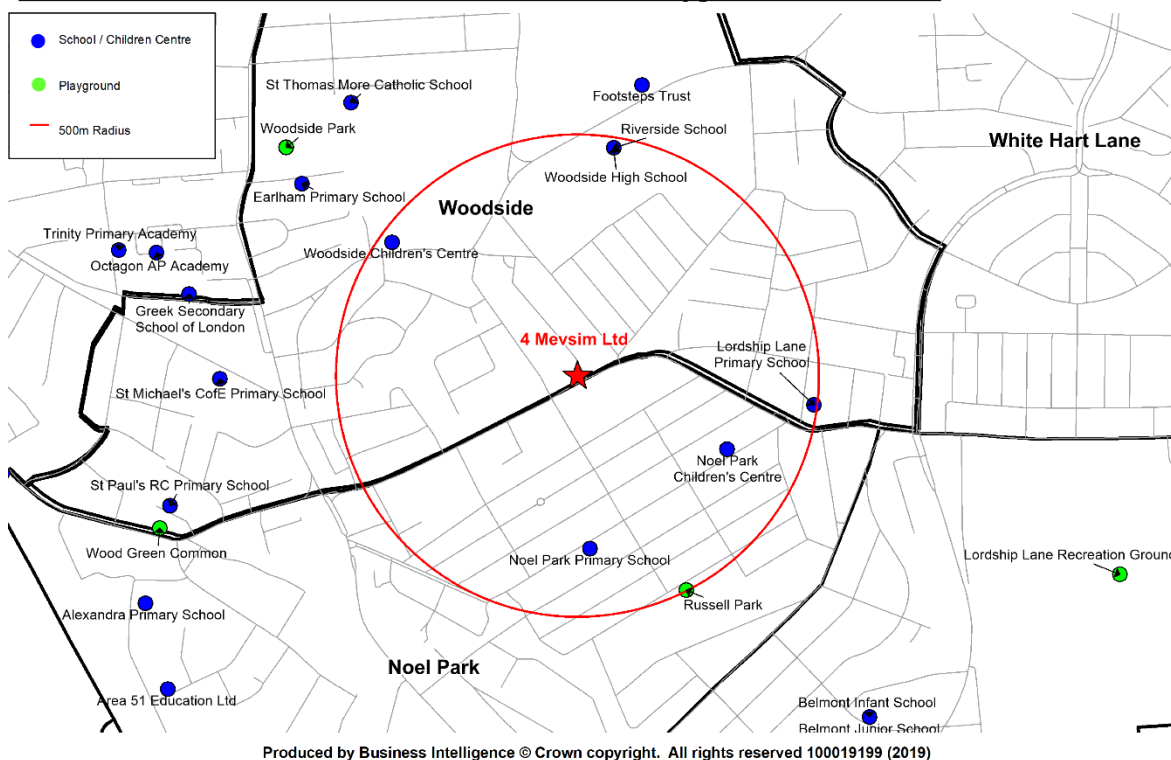 School / Children Centre
Playground
500m Radius
St Thomas More Catholic School
Footsteps Trust
Woodside Park
Riverside School
White Hart Lane
Woodside High School
Earlham Primary School
Woodside
Trinity Primary Academy
Woodside Children's Centre
Octagon AP Academy
Greek Secondary
School of London
4 Mevsim Ltd
Lordship Lane
Primary School
St Michael's CofE Primary School
Noel Park
Children's Centre
St Paul's RC Primary School
Wood Green Common
Noel Park Primary School
Lordship Lane Recreation Ground
Russell Park
Alexandra Primary School
Noel Park
Area 51 Education Ltd
Belmont Infant School
Belmont Junior School
Produced by Business Intelligence © Crown copyright. All rights reserved 100019199 (2019)